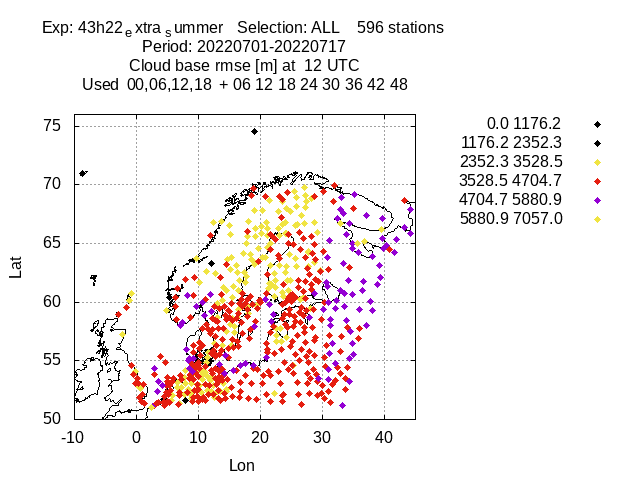 Exp: 43h22extrasummer Selection: ALL 596 stations
Period: 20220701-20220717
Cloud base rmse [m] at 12 UTC
Used 00,06,12,18 + 06 12 18 24 30 36 42 48
75
70
65
60
55
50
Lat
-10 0 10 20 30 40
Lon
0.0 1176.2
1176.2 2352.3
2352.3 3528.5
3528.5 4704.7
4704.7 5880.9
5880.9 7057.0